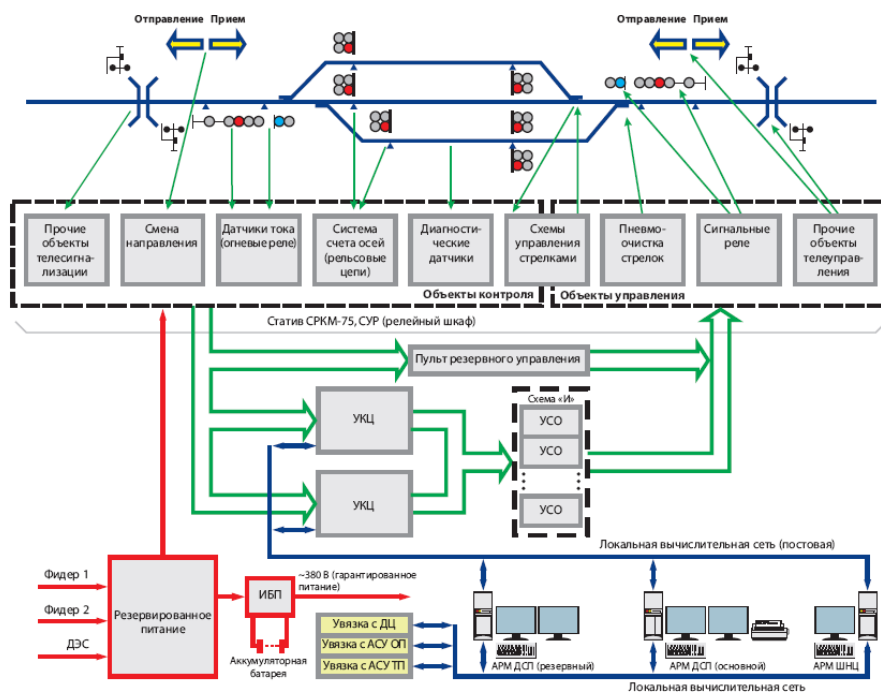 Отправление Прием
Отправление Прием
Прочие
объекты
телесигна-
лизации
Смена
направления
Датчики тока
(огневые реле)
Система
счета осей
(рельсовые
цепи)
Диагности-
ческие
датчики
Схемы
управления
стрелками
Пневмо-
очистка
стрелок
Сигнальные
реле
Прочие
объекты
телеуправ-
ления
Объекты контроля
Объекты управления
Статив СРКМ-75, СУР (релейный шкаф)
Пульт резервного управления
Схема «И»
УКЦ
УСО
УСО
УКЦ
УСО
Локальная вычислительная сеть (постовая)
Фидер 1
Фидер 2
ДЭС
Резервированное
питание
ИБП
~380 В (гарантированное
питание)
Аккумуляторная
батарея
Увязка с ДЦ
Увязка с АСУ ОП
Увязка с АСУ ТП
АРМ ДСП (резервный)
АРМ ДСП (основной)
АРМ ШНЦ
Локальная вычислительная сеть